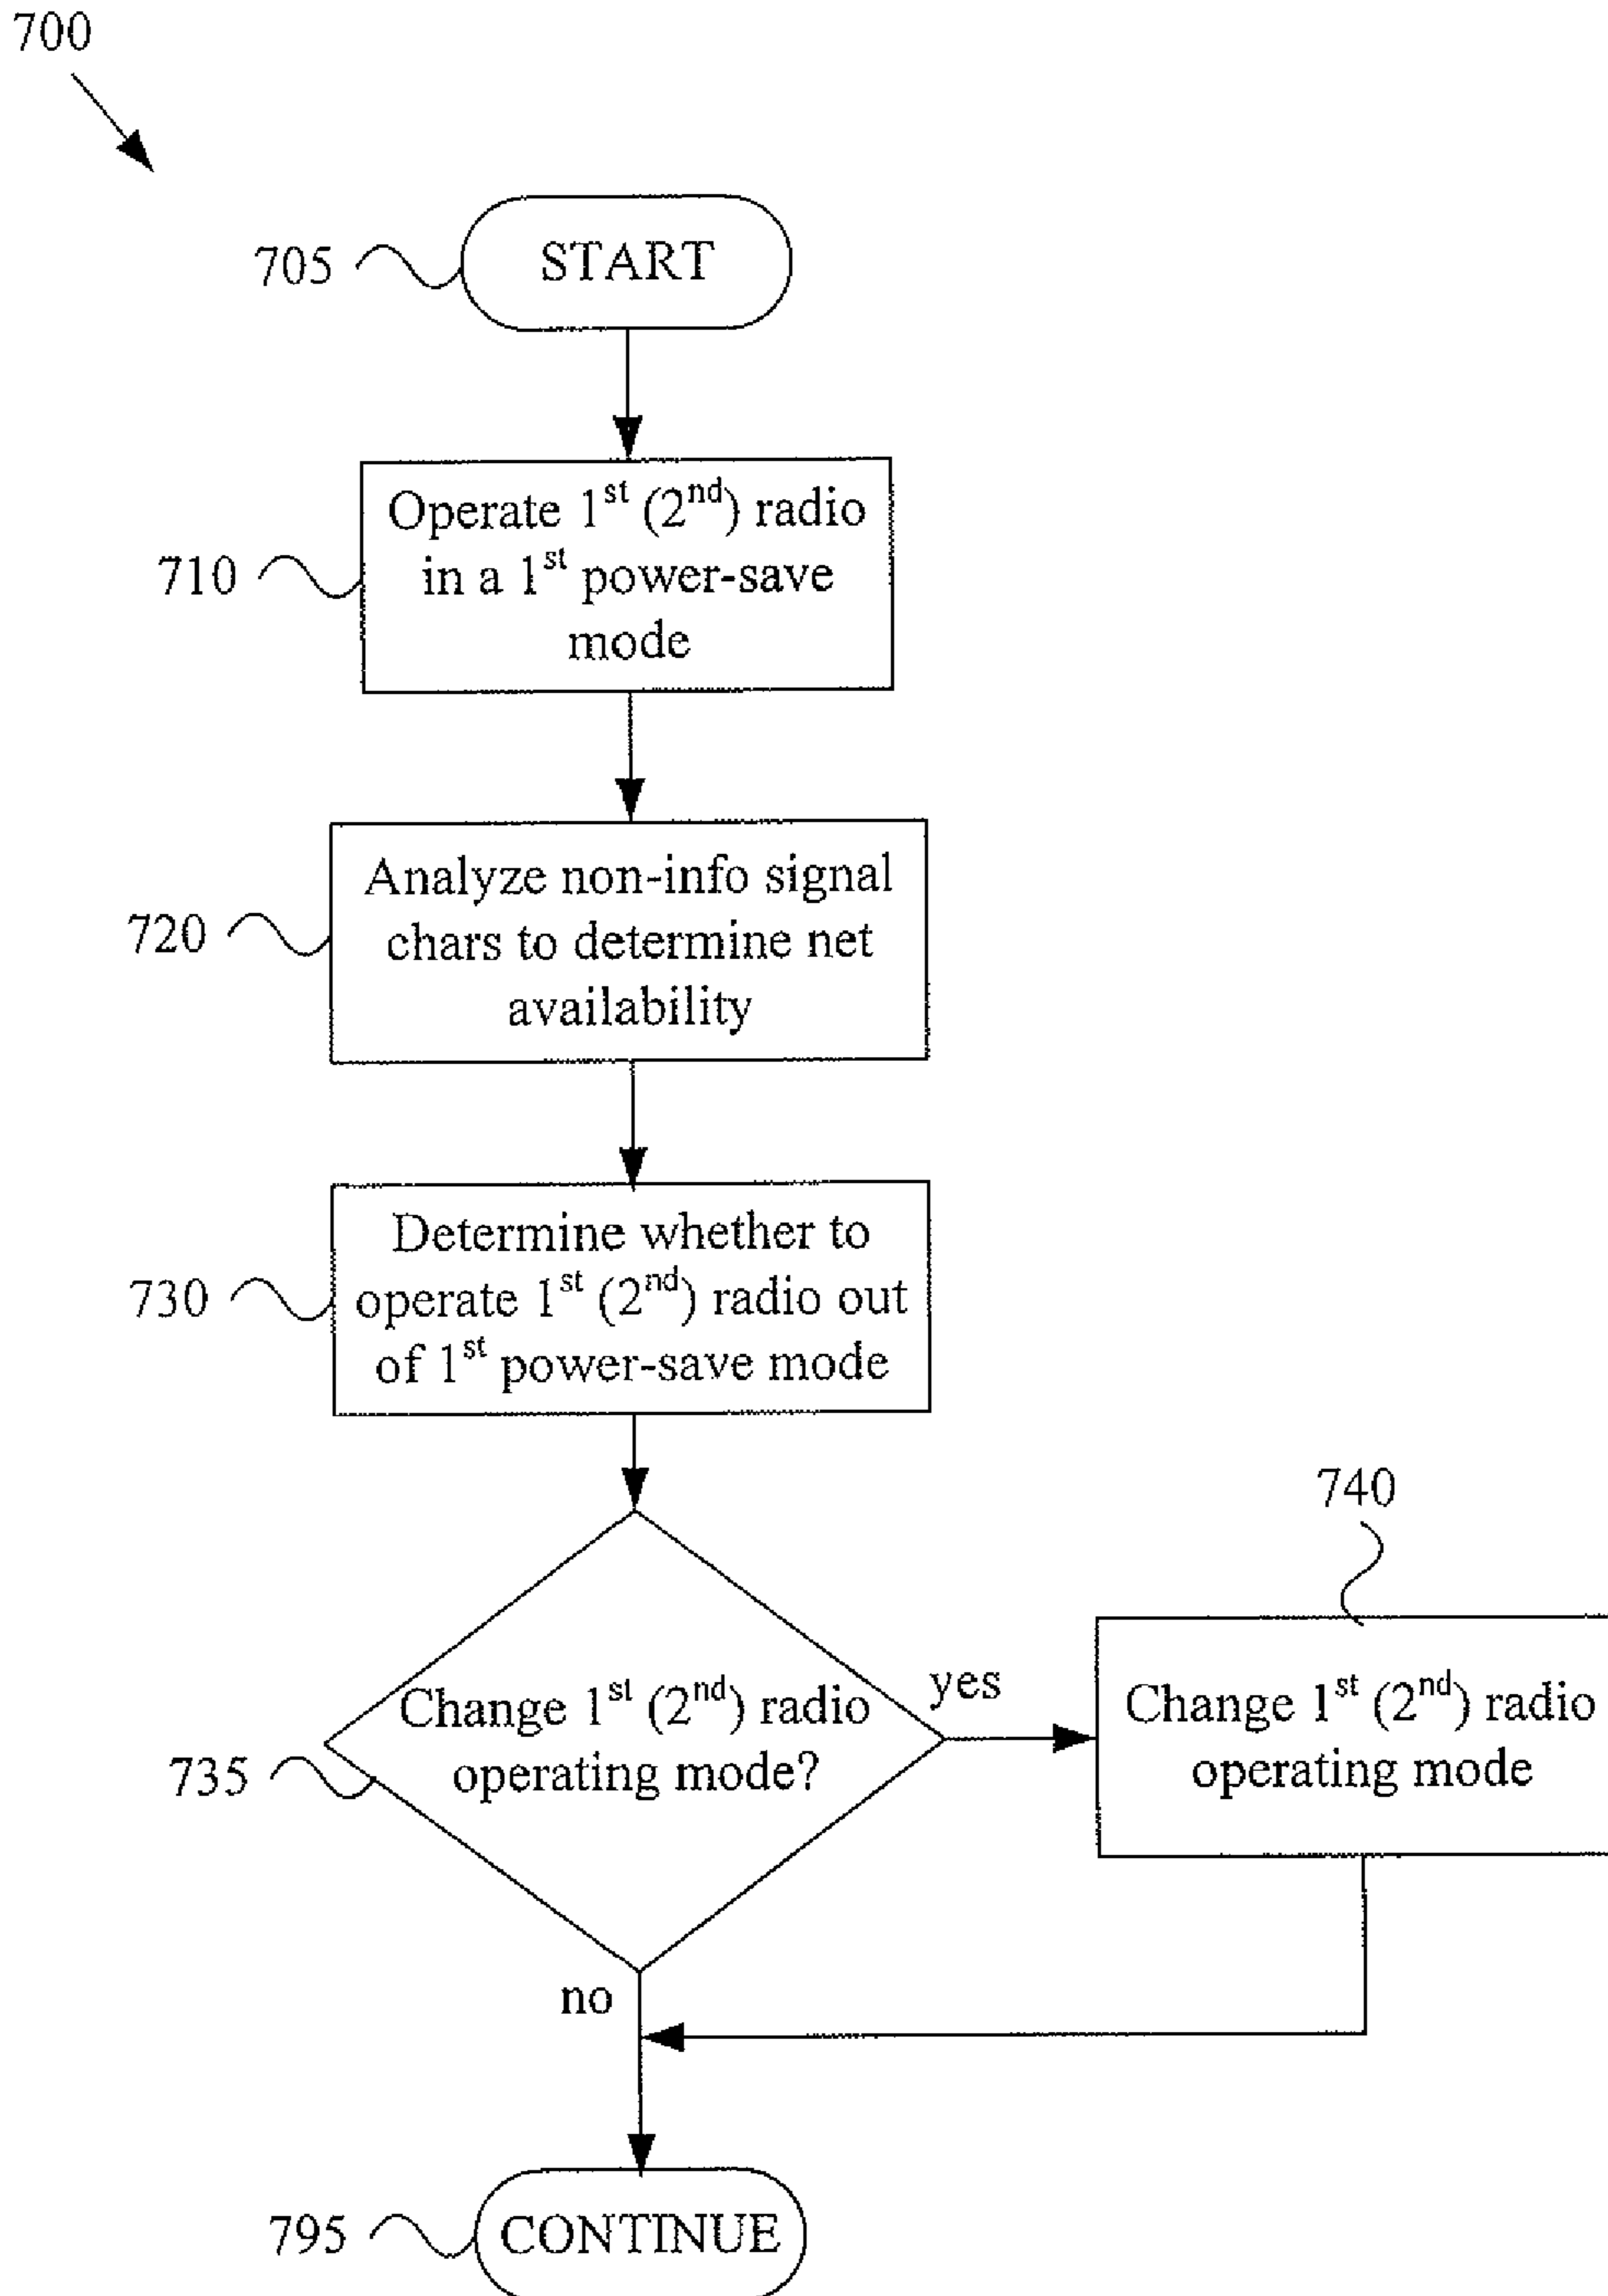 700
705
START
710
Operate 1st (2nd) radio
in a 1st power-save
mode
720
Analyze non-info signal
chars to determine net
availability
730
Determine whether to
operate 1st (2nd) radio out
of 1st power-save mode
735
Change 1st (2nd) radio
operating mode?
yes
740
Change 1st (2nd) radio
operating mode
no
795
CONTINUE